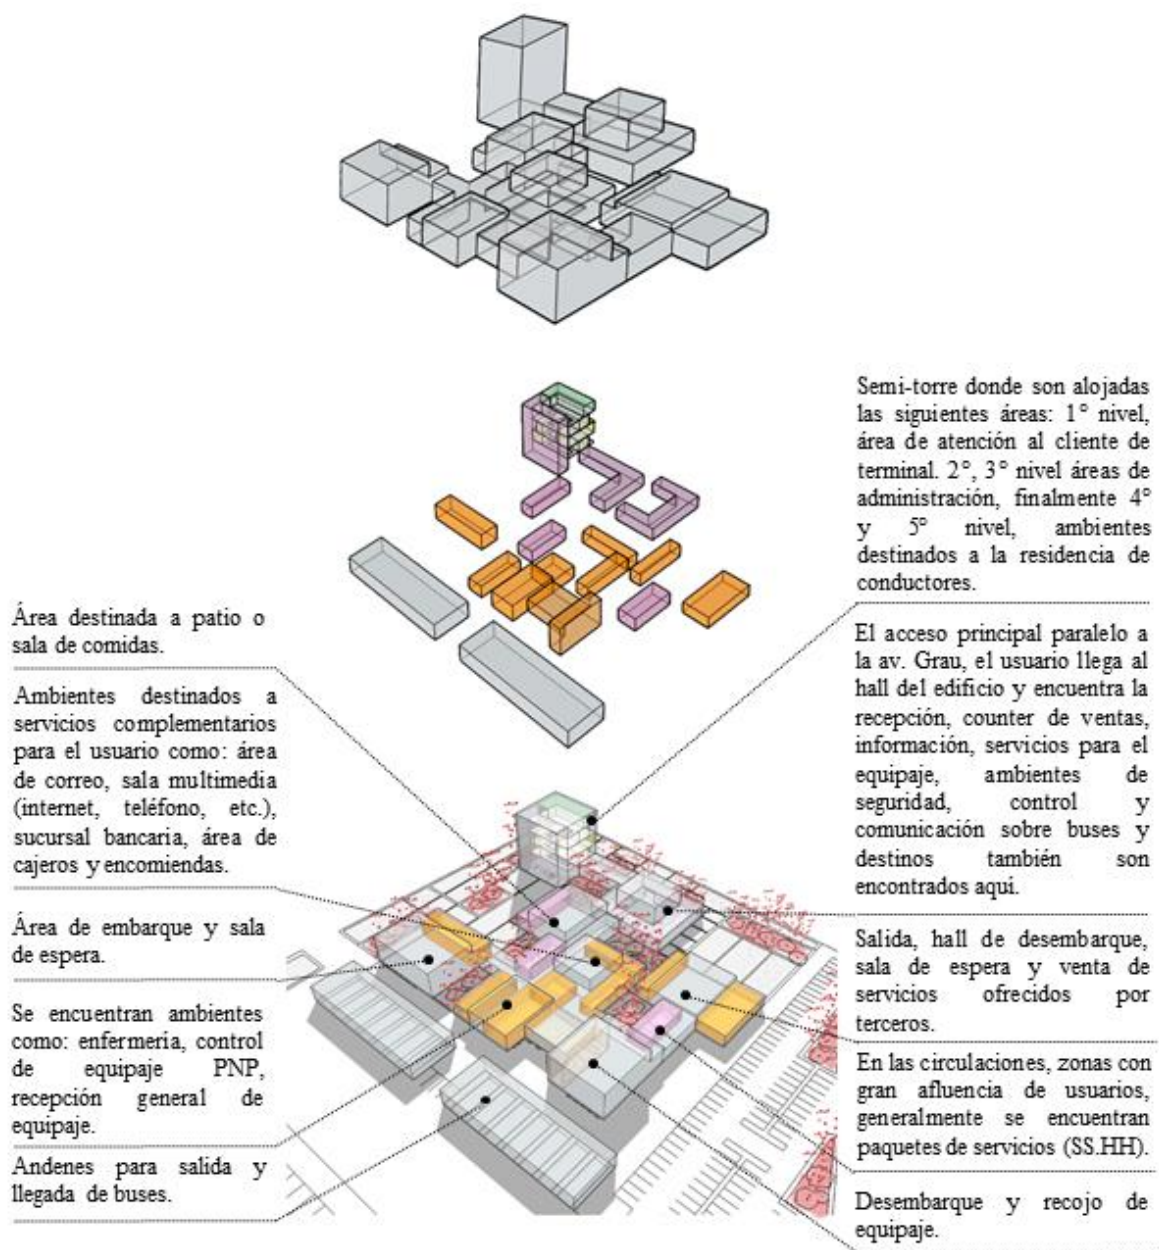 Semi-torre donde son alojadas
las siguientes áreas: 1° nivel,
área de atención al cliente de
terminal. 2°, 3° nivel áreas de
administración, finalmente 4°
y 5° nivel, ambientes
destinados a la residencia de
conductores.
Área destinada a patio o
sala de comidas.
Ambientes destinados a
servicios complementarios
para el usuario como: área
de correo, sala multimedia
(internet, teléfono, etc.),
sucursal bancaria, área de
cajeros y encomiendas.
Área de embarque y sala
de espera.
Se encuentran ambientes
como: enfermería, control
de equipaje PNP,
recepción general de
equipaje.
Andenes para salida y
llegada de buses.
El acceso principal paralelo a
la av. Grau, el usuario llega al
hall del edificio y encuentra la
recepción, counter de ventas,
información, servicios para el
equipaje, ambientes de
seguridad, control y
comunicación sobre buses y
destinos también son
encontrados aquí.
Salida, hall de desembarque,
sala de espera y venta de
servicios ofrecidos por
terceros.
En las circulaciones, zonas con
gran afluencia de usuarios,
generalmente se encuentran
paquetes de servicios (SS.HH).
Desembarque y recojo de
equipaje.